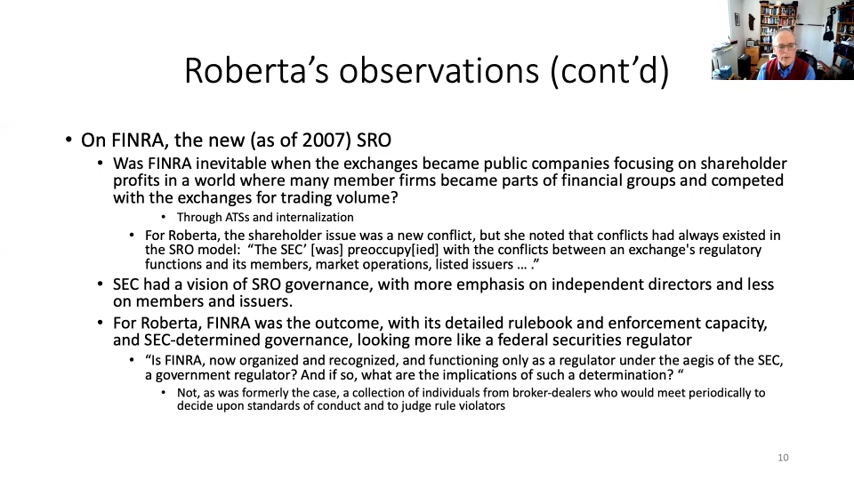 Roberta's observations (cont'd)
• On FINRA, the new (as of 2007) SRO
• Was FINRA inevitable when the exchanges became public companies focusing on shareholder
profits in a world where many member firms became parts of financial groups and competed
with the exchanges for trading volume?
• Through ATSs and internalization
• For Roberta, the shareholder issue was a new conflict, but she noted that conflicts had always existed in
the SRO model: “The SEC’ [was] preoccupy[ied] with the conflicts between an exchange's regulatory
functions and its members, market operations, listed issuers … .”
• SEC had a vision of SRO governance, with more emphasis on independent directors and less
on members and issuers.
• For Roberta, FINRA was the outcome, with its detailed rulebook and enforcement capacity,
and SEC-determined governance, looking more like a federal securities regulator
• “Is FINRA, now organized and recognized, and functioning only as a regulator under the aegis of the SEC,
a government regulator? And if so, what are the implications of such a determination? “
• Not, as was formerly the case, a collection of individuals from broker-dealers who would meet periodically to
decide upon standards of conduct and to judge rule violators
10